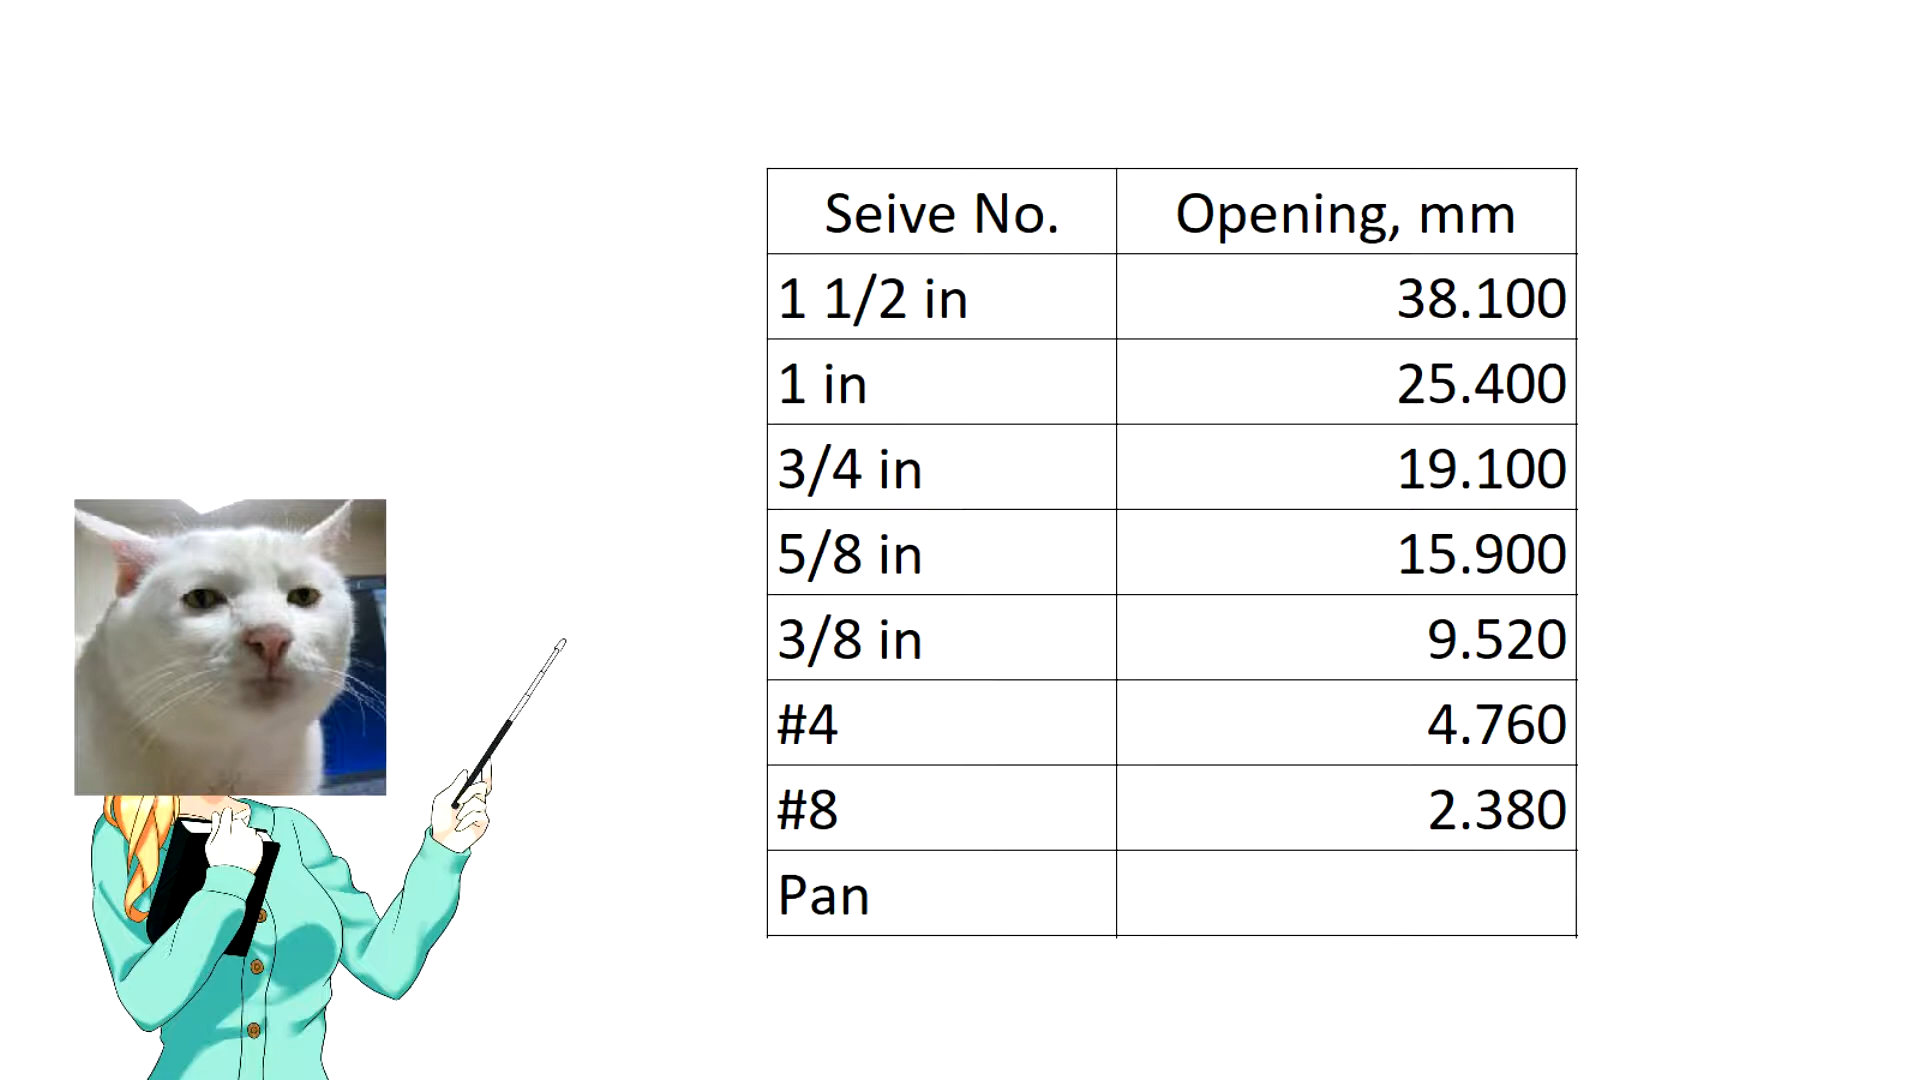 Seive No. Opening, mm
1 1/2 in 38.100
1 in 25.400
3/4 in 19.100
5/8 in 15.900
3/8 in 9.520
#4 4.760
#8 2.380
Pan